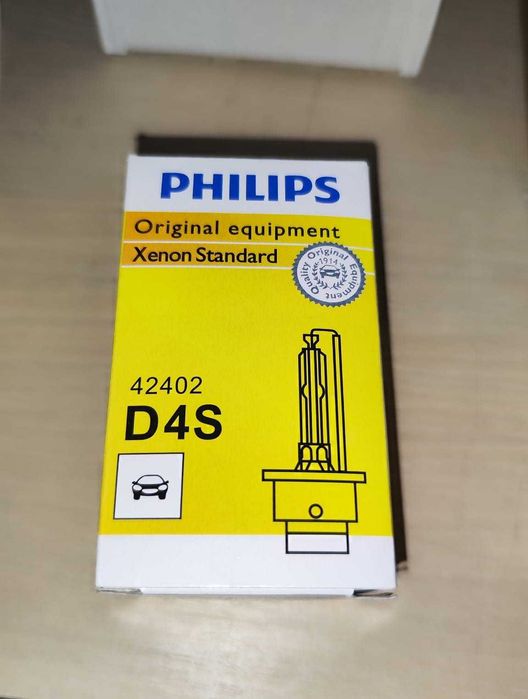 PHILIPS
Original equipment
Xenon Standard
Quality Original Equipment
1914
42402
D4S